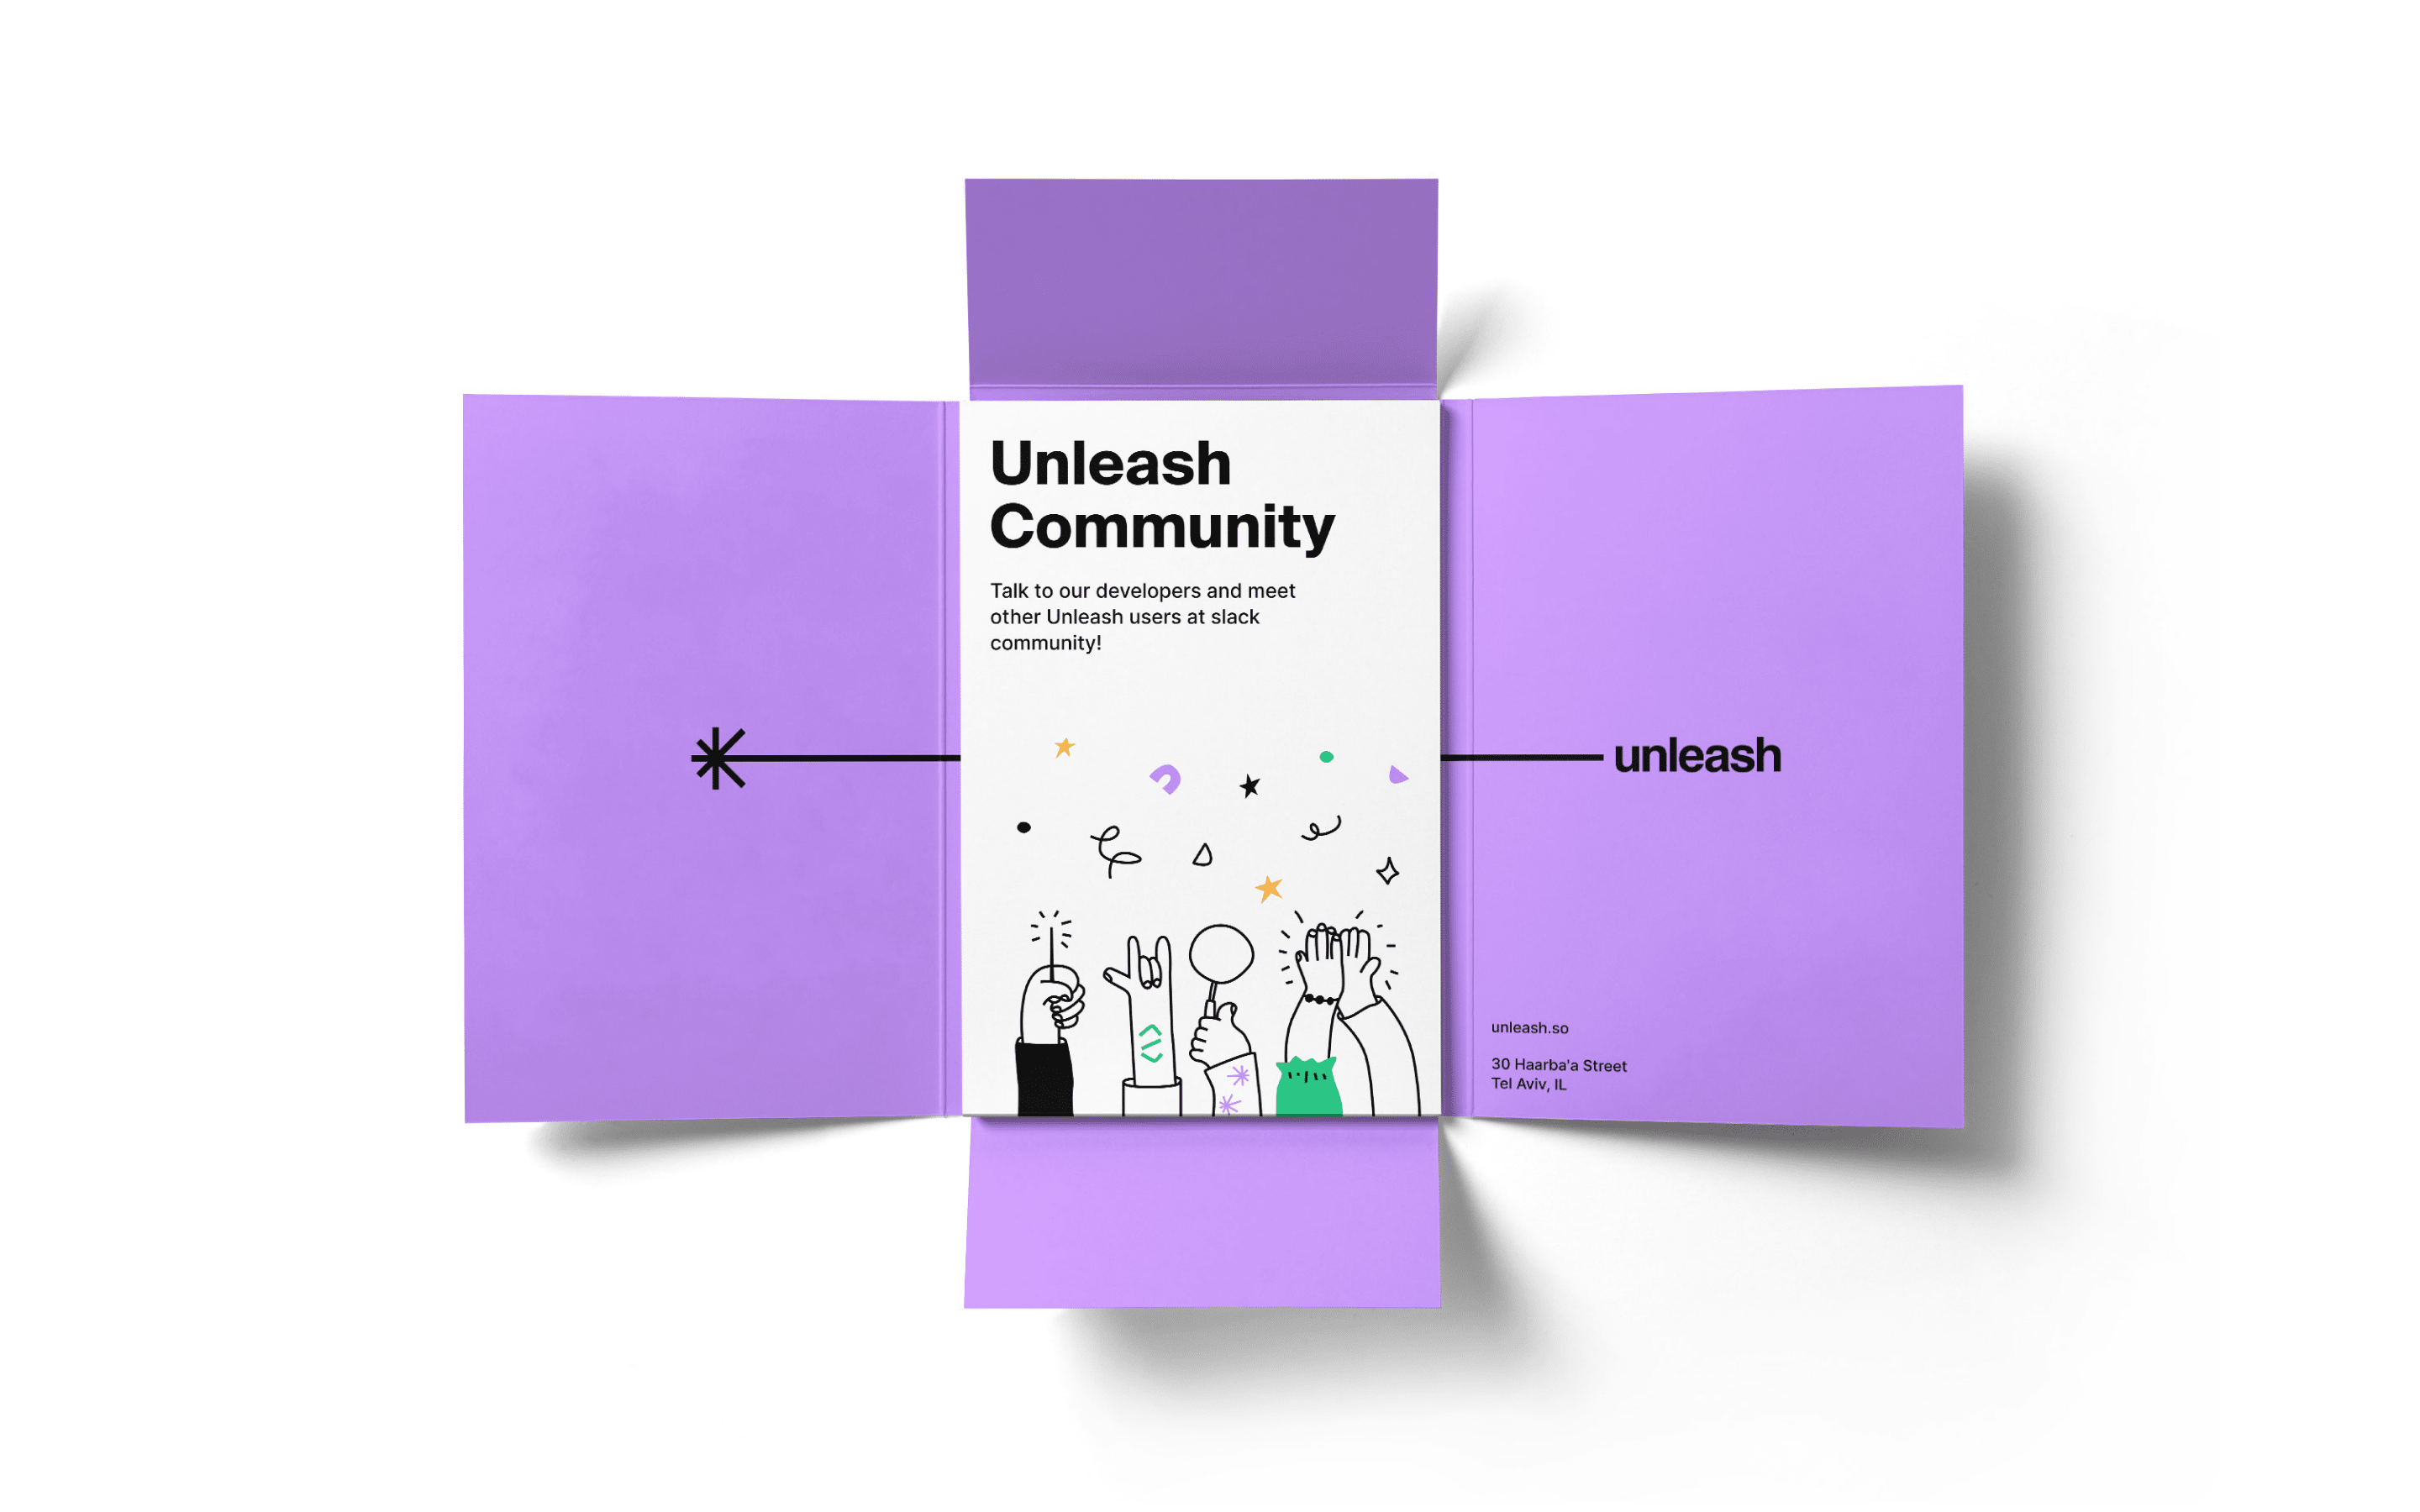 Unleash
Community
Talk to our developers and meet
other Unleash users at slack
community!
unleash
unleash.so
30 Haarba'a Street
Tel Aviv, IL